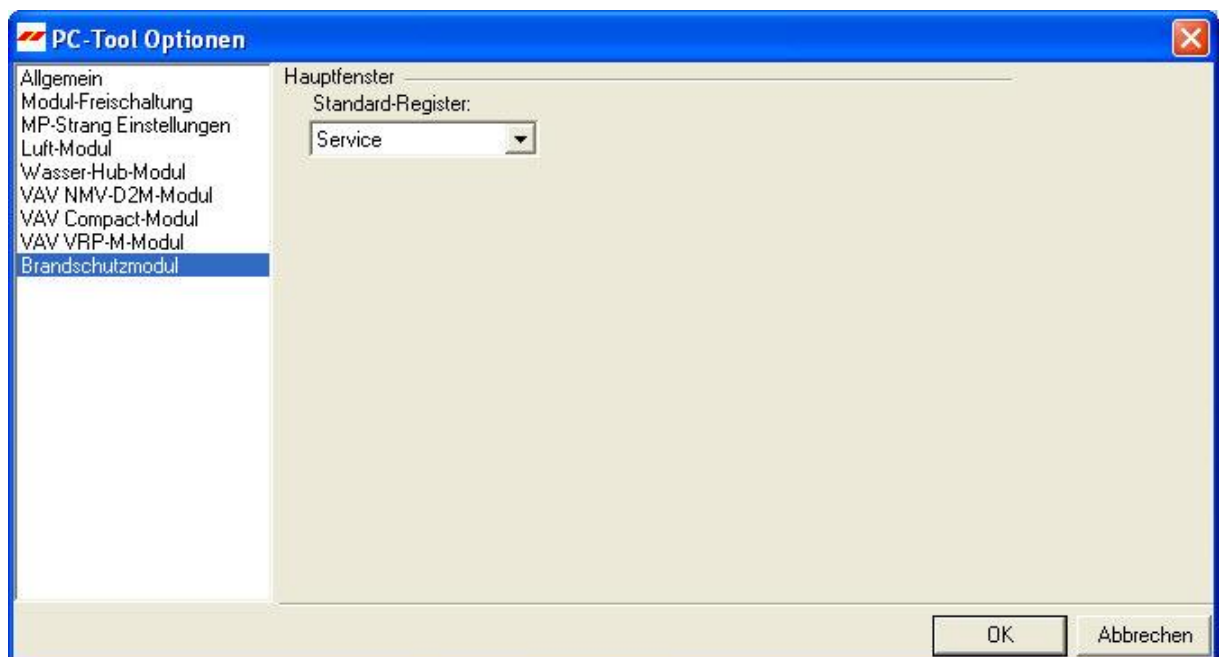 PC-Tool Optionen
Allgemein
Modul-Freischaltung
MP-Strang Einstellungen
Luft-Modul
Wasser-Hub-Modul
VAV NMV-D2M-Modul
VAV Compact-Modul
VAV VRP-M-Modul
Brandschutzmodul
Hauptfenster
Standard-Register:
Service
OK
Abbrechen